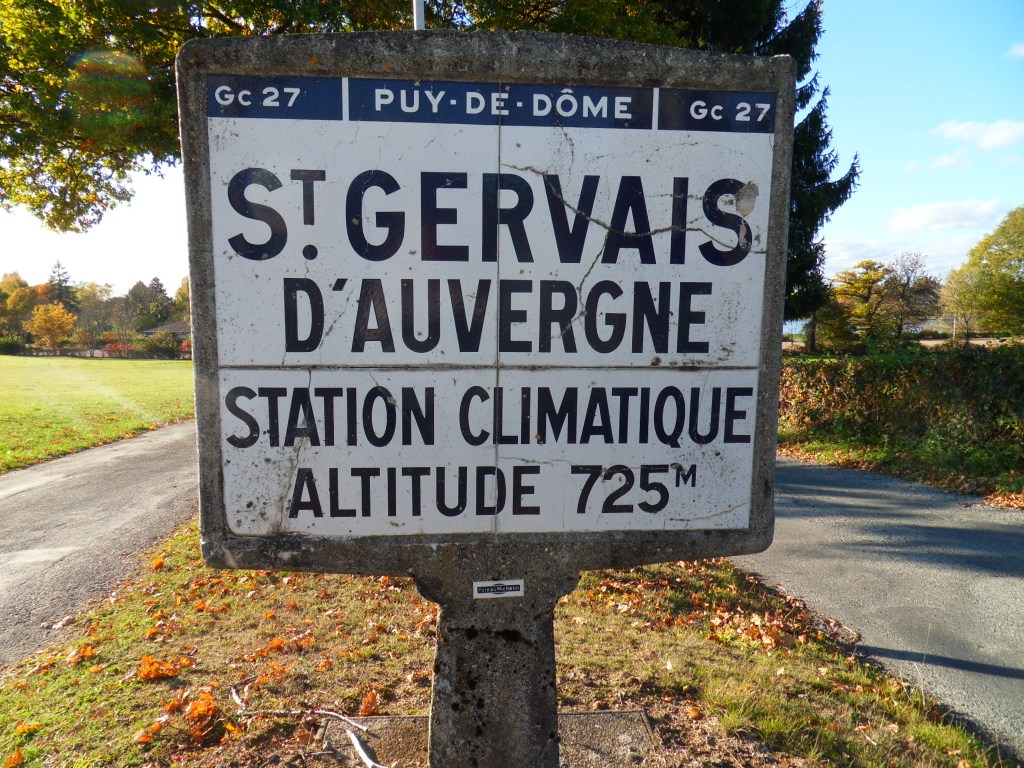 Gc 27 PUY-DE-DÔME Gc 27
ST. GERVAIS
D'AUVERGNE
STATION CLIMATIQUE
ALTITUDE 725M